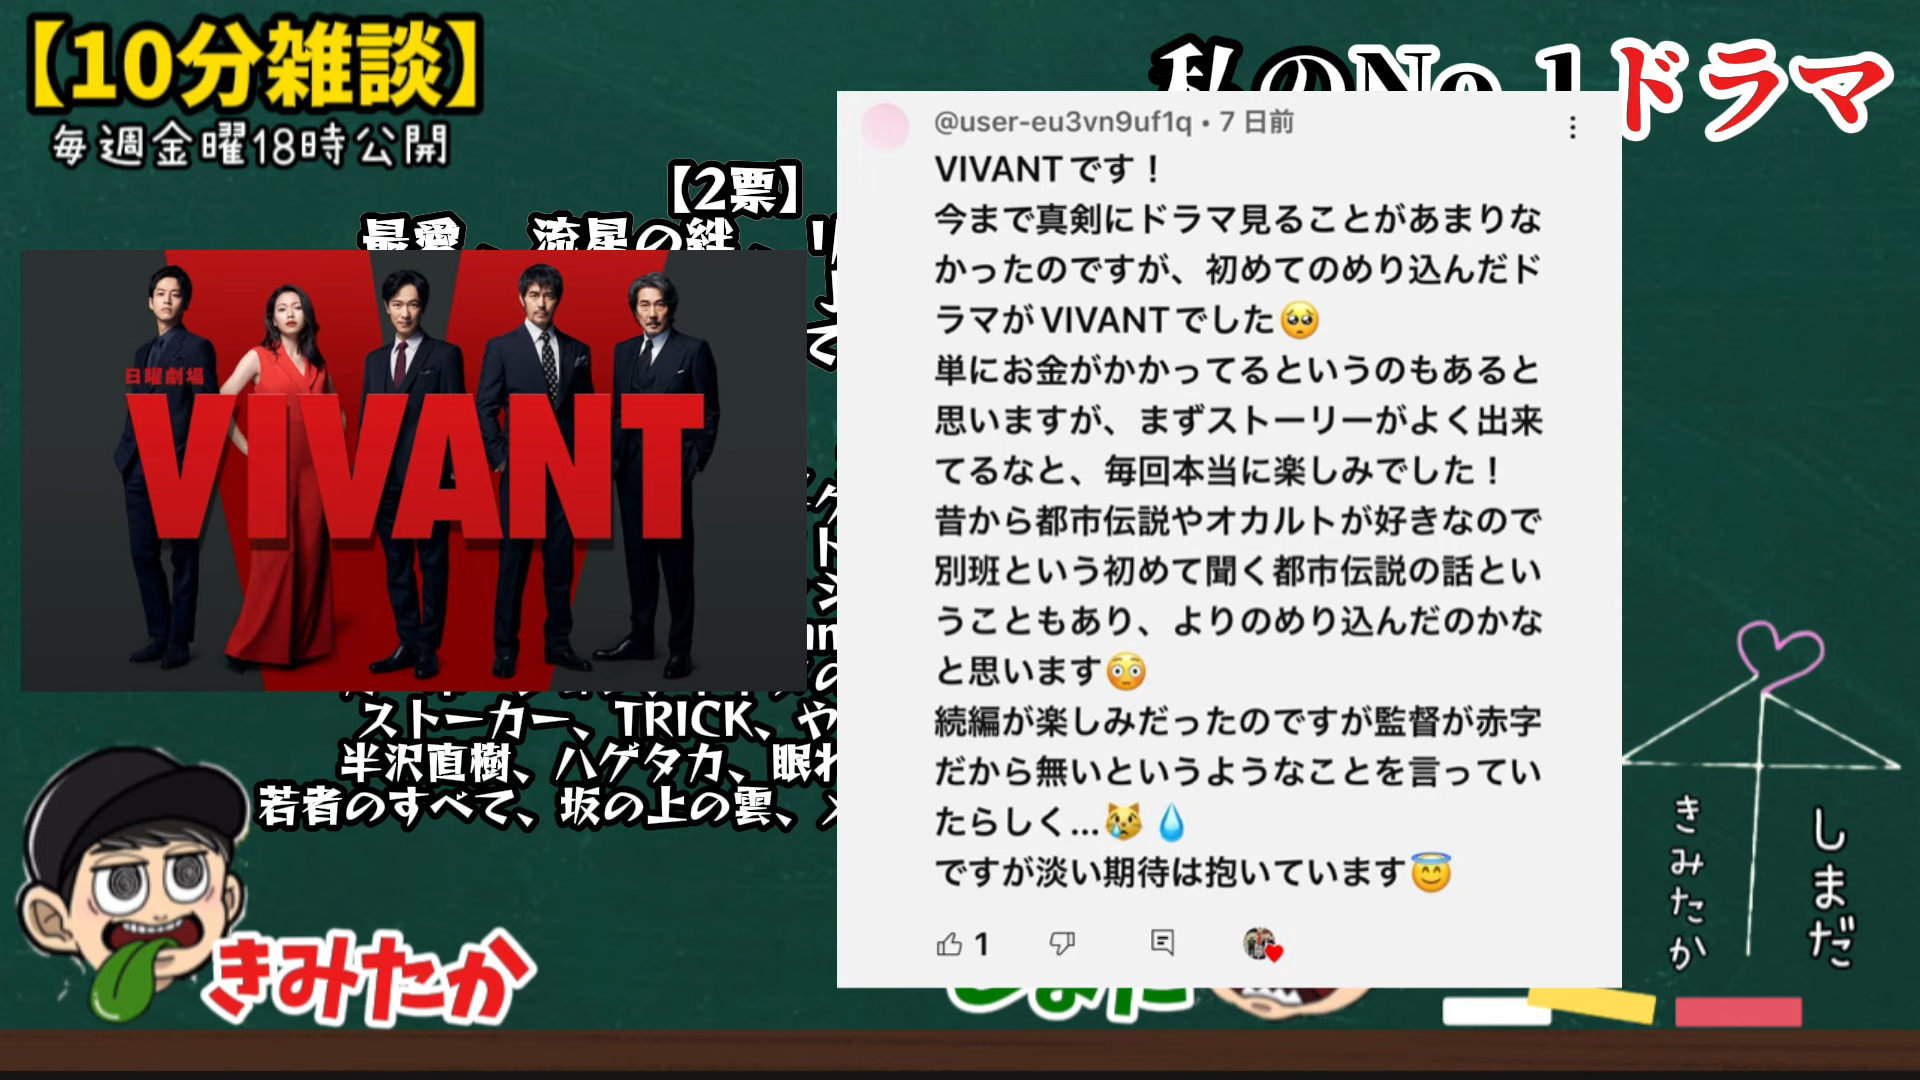 【10分雑談】
毎週金曜18時公開
私のNo.1ドラマ
【2票】
最愛、流星の絆、
日曜劇場
VIVANT
ストーカー、TRICK、や
半沢直樹、ハゲタカ、眠れ
若者のすべて、坂の上の雲、
@user-eu3vn9uf1q・7 日前
VIVANTです！
今まで真剣にドラマ見ることがあまりな
かったのですが、初めてのめり込んだド
ラマがVIVANTでした🥺
単にお金がかかってるというのもあると
思いますが、まずストーリーがよく出来
てるなと、毎回本当に楽しみでした！
昔から都市伝説やオカルトが好きなので
別班という初めて聞く都市伝説の話とい
うこともあり、よりのめり込んだのかな
と思います😳
続編が楽しみだったのですが監督が赤字
だから無いというようなことを言ってい
たらしく...😿💧
ですが淡い期待は抱いています😇
1
きみたか
しまだ
きみたか
しまだ